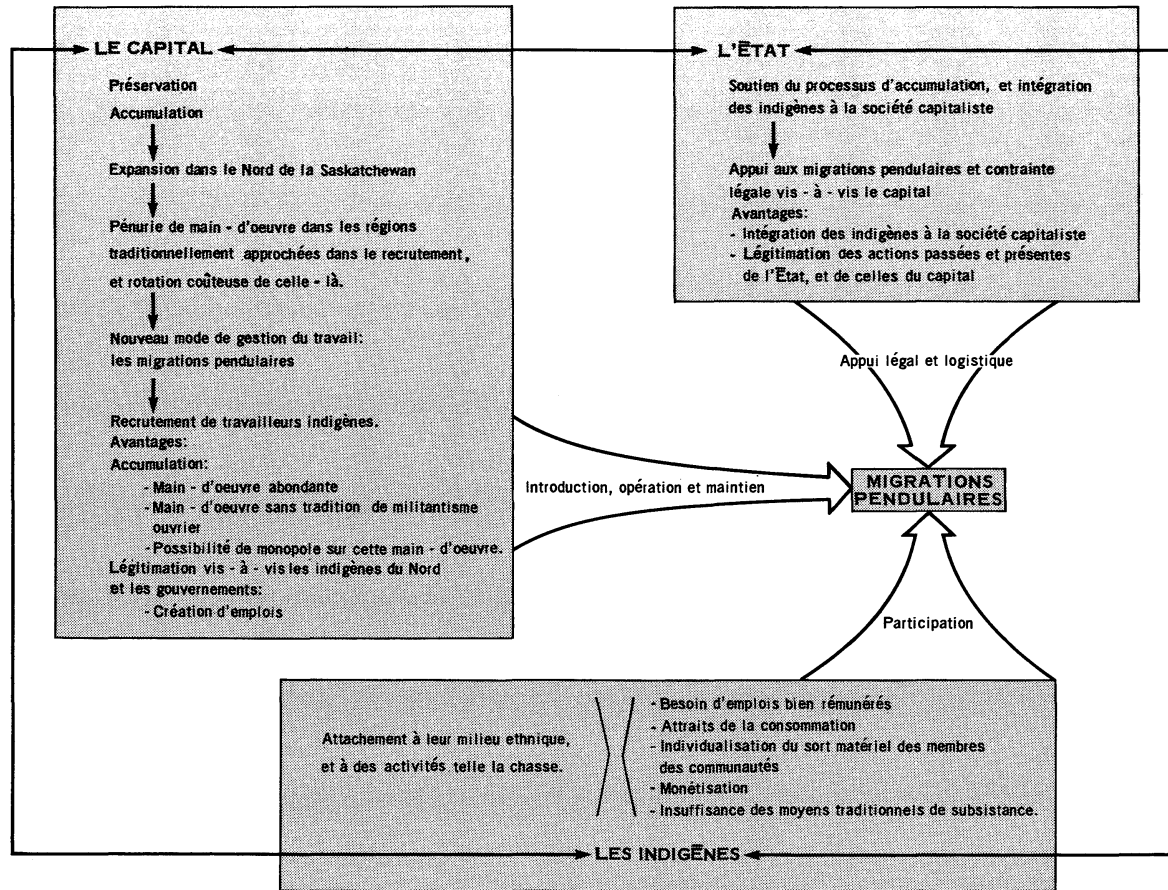 LE CAPITAL
Préservation
Accumulation
Expansion dans le Nord de la Saskatchewan
Pénurie de main - d'oeuvre dans les régions
traditionnellement approchées dans le recrutement,
et rotation coûteuse de celle - là.
Nouveau mode de gestion du travail:
les migrations pendulaires
Recrutement de travailleurs indigènes.
Avantages:
Accumulation:
- Main - d'oeuvre abondante
- Main - d'oeuvre sans tradition de militantisme
ouvrier
- Possibilité de monopole sur cette main - d'oeuvre.
Légitimation vis - à - vis les indigènes du Nord
et les gouvernements:
- Création d'emplois
L'ÉTAT
Soutien du processus d'accumulation, et intégration
des indigènes à la société capitaliste
Appui aux migrations pendulaires et contrainte
légale vis - à - vis le capital
Avantages:
- Intégration des indigènes à la société capitaliste
- Légitimation des actions passées et présentes
de l'État, et de celles du capital
Appui légal et logistique
Introduction, opération et maintien
MIGRATIONS
PENDULAIRES
Participation
Attachement à leur milieu ethnique,
et à des activités telle la chasse.
- Besoin d'emplois bien rémunérés
- Attraits de la consommation
- Individualisation du sort matériel des membres
des communautés
- Monétisation
- Insuffisance des moyens traditionnels de subsistance.
LES INDIGÈNES